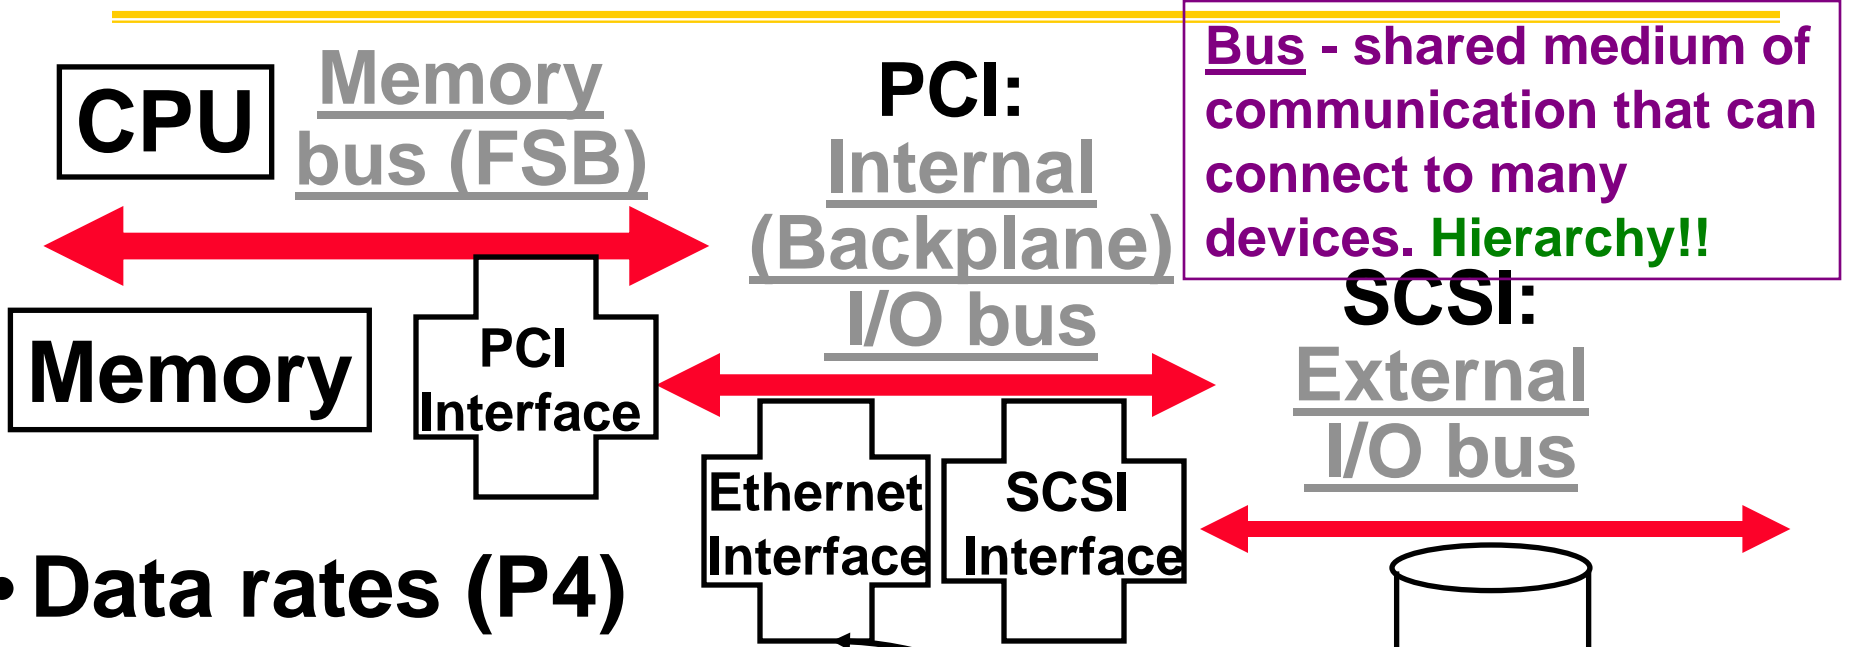 CPU
Memory
bus (FSB)
PCI:
Internal
(Backplane)
I/O bus
Bus - shared medium of
communication that can
connect to many
devices. Hierarchy!!
SCSI:
External
I/O bus
Memory
PCI
Interface
Ethernet
Interface
SCSI
Interface
• Data rates (P4)